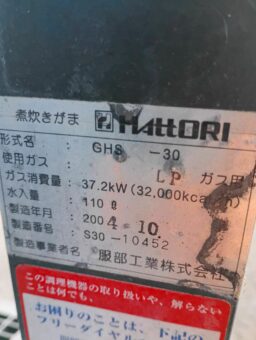 煮炊きがま HATTORI
形式名 : GHS -30
使用ガス : LP ガス用
ガス消費量 : 37.2kW (32,000kcal/h)
水入量 : 110ℓ
製造年月 : 2004-10
製造番号 : S30-10452
製造事業者名 : 服部工業株式会社
この調理機器の取り扱いや、解らない
ことは何でも、
お困りのことは、下記の
フリーダイヤル